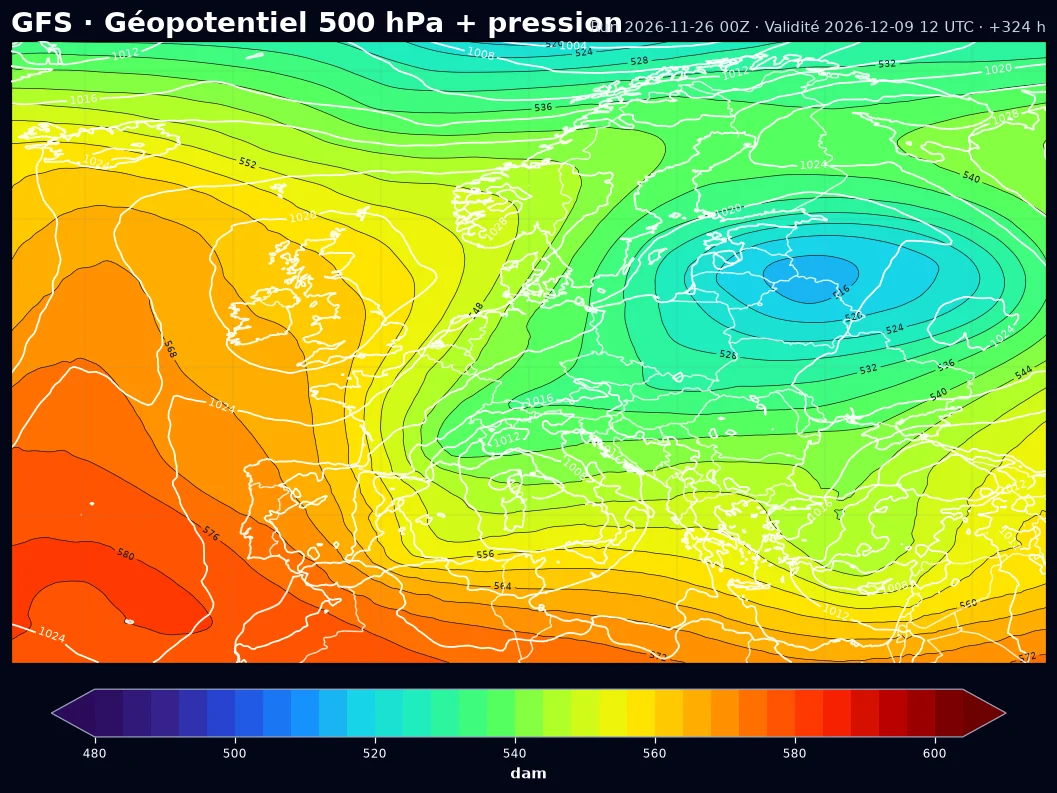 GFS · Géopotentiel 500 hPa + pression
2026-11-26 00Z · Validité 2026-12-09 12 UTC · +324 h
1012 1008 1004 524 528 1012 532 1020
1016 536 1028
1024 552 1024 540
1020 1020
1028
516
548 520 524 1024
568 528 532 536 544
1024 1016 540
1012
576
580 556
564 1008 560
1012
1024 572 572
480 500 520 540 560 580 600
dam